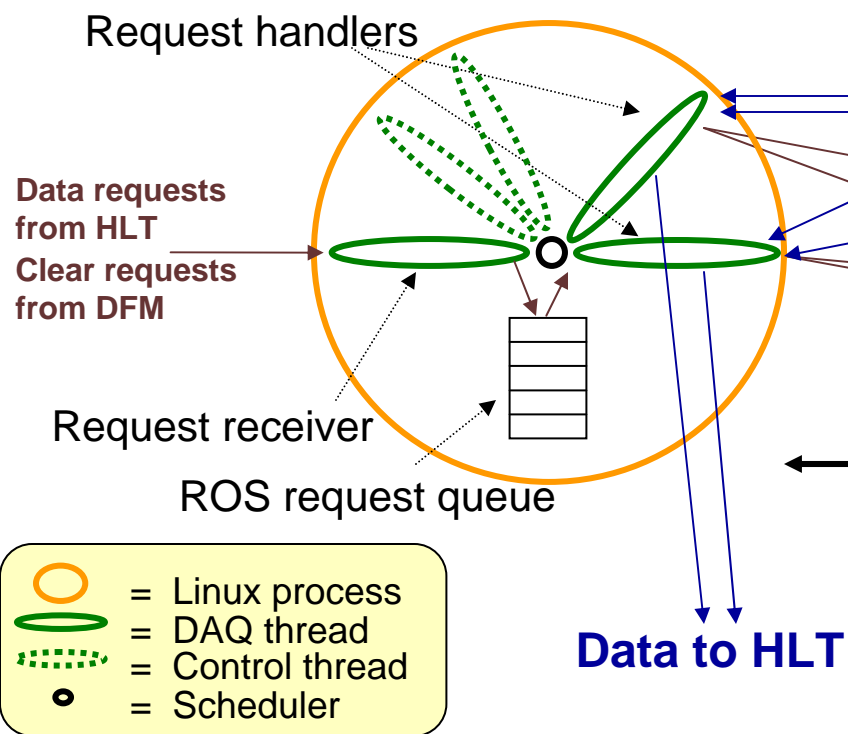 Request handlers
Data requests
from HLT
Clear requests
from DFM
Request receiver
ROS request queue
= Linux process
= DAQ thread
= Control thread
= Scheduler
Data to HLT